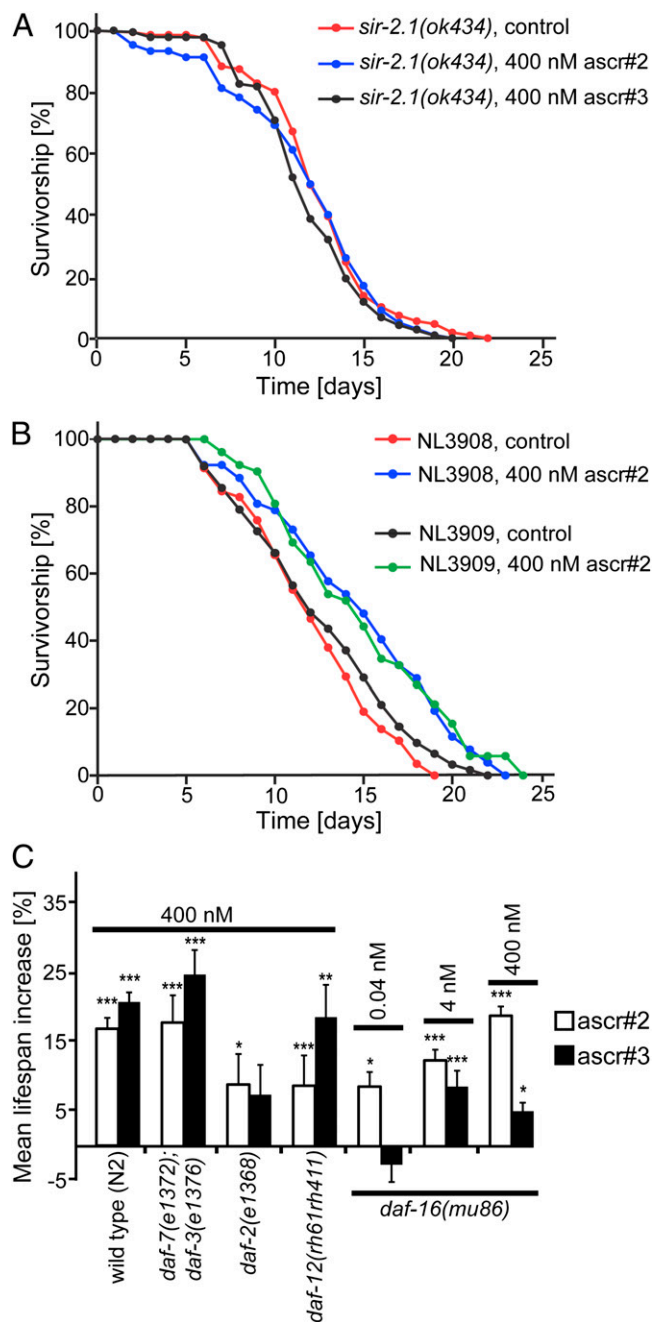 A
Survivorship [%]
100
80
60
40
20
0
0 5 10 15 20 25
Time [days]
sir-2.1(ok434), control
sir-2.1(ok434), 400 nM ascr#2
sir-2.1(ok434), 400 nM ascr#3
B
Survivorship [%]
100
80
60
40
20
0
0 5 10 15 20 25
Time [days]
NL3908, control
NL3908, 400 nM ascr#2
NL3909, control
NL3909, 400 nM ascr#2
C
Mean lifespan increase [%]
35
25
15
5
-5
400 nM
0.04 nM
4 nM
400 nM
*** *** *** *** * *** ** * *** *** *** *
ascr#2
ascr#3
wild type (N2)
daf-7(e1372);
daf-3(e1376)
daf-2(e1368)
daf-12(rh61rh411)
daf-16(mu86)